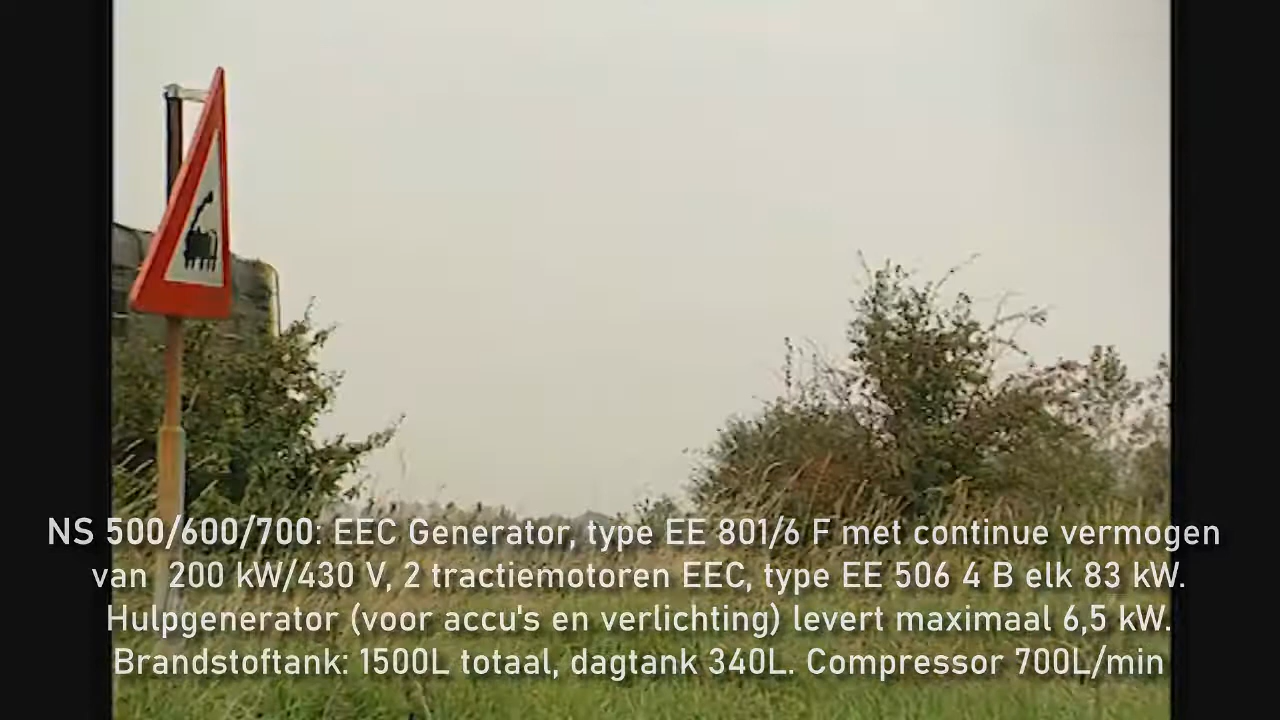 NS 500/600/700: EEC Generator, type EE 801/6 F met continue vermogen
van  200 kW/430 V, 2 tractiemotoren EEC, type EE 506 4 B elk 83 kW.
Hulpgenerator (voor accu's en verlichting) levert maximaal 6,5 kW.
Brandstoftank: 1500L totaal, dagtank 340L. Compressor 700L/min